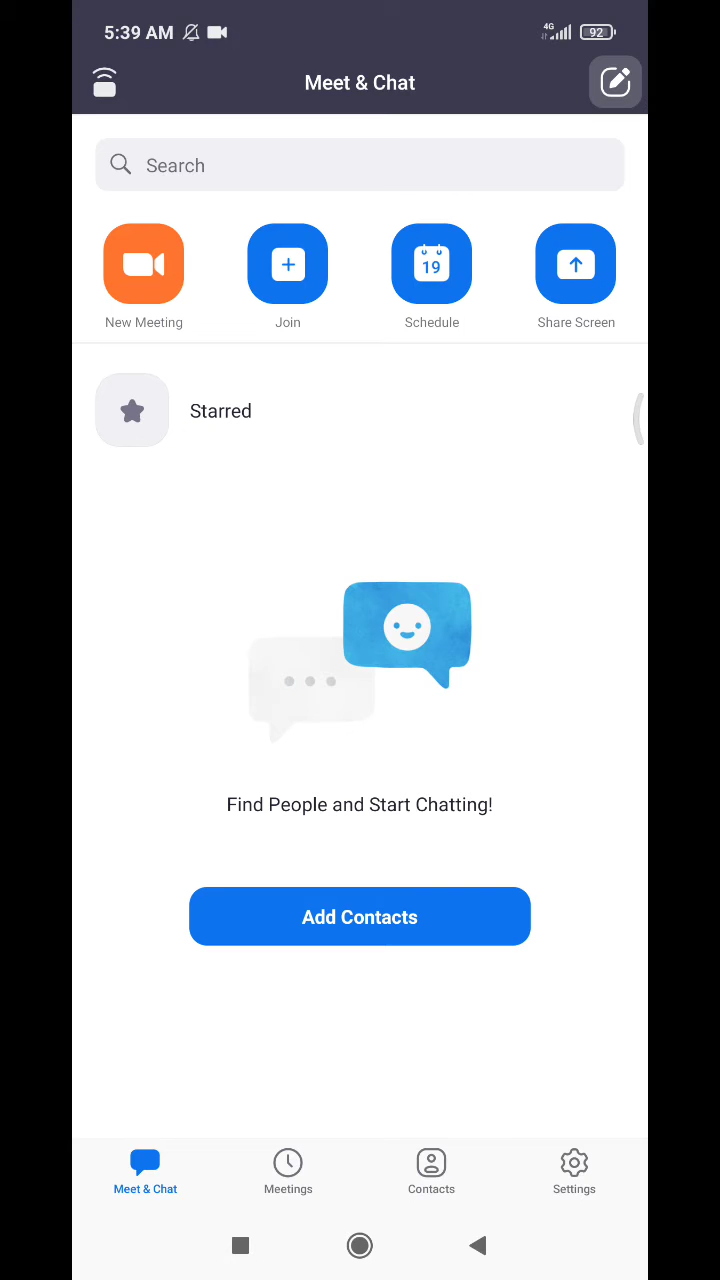 5:39 AM 4G 92
Meet & Chat
Search
19
New Meeting Join Schedule Share Screen
Starred
Find People and Start Chatting!
Add Contacts
Meet & Chat Meetings Contacts Settings